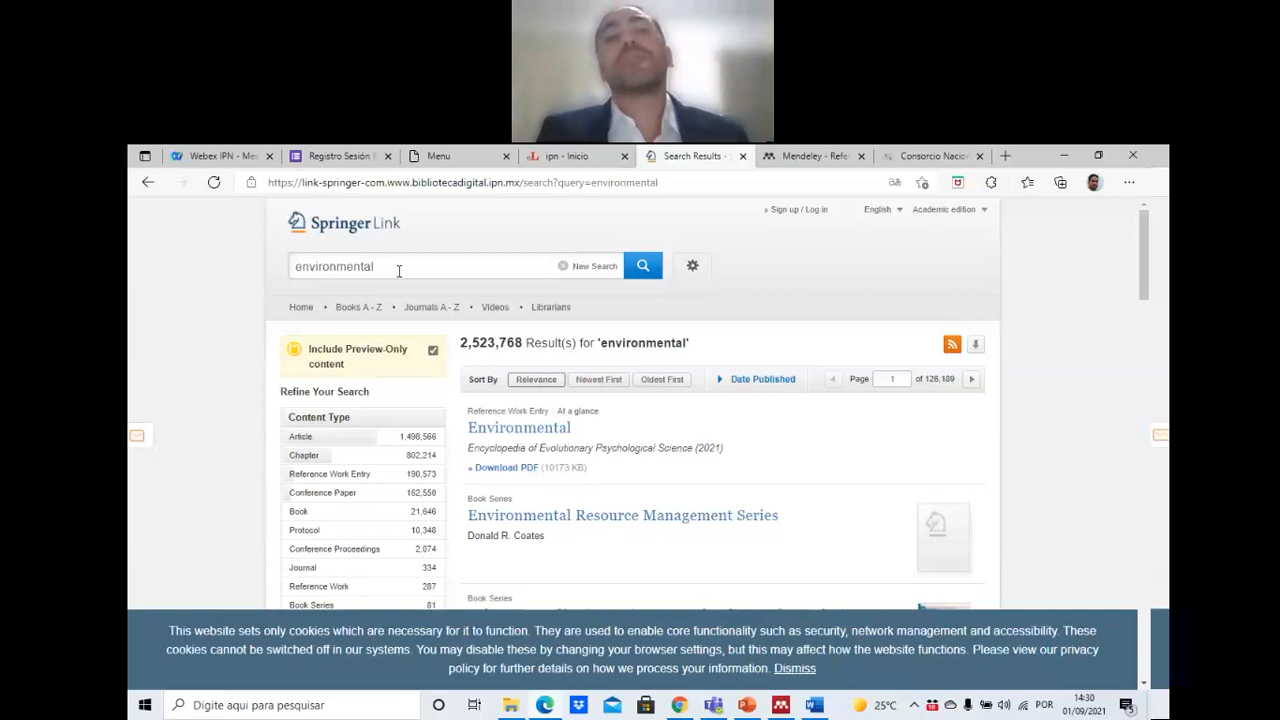 Webex IPN - Mec
Registro Sesión F
Menu
ipn - Inicio
Search Results -
Mendeley - Refe
Consorcio Nacio
https://link-springer-com.www.bibliotecadigital.ipn.mx/search?query=environmental
» Sign up / Log in
English
Academic edition
Springer Link
environmental
New Search
Home • Books A - Z • Journals A - Z • Videos • Librarians
Include Preview-Only
content
Refine Your Search
Content Type
Article 1,498,566
Chapter 802,214
Reference Work Entry 190,573
Conference Paper 162,550
Book 21,646
Protocol 10,348
Conference Proceedings 2,074
Journal 334
Reference Work 287
Book Series 81
2,523,768 Result(s) for 'environmental'
Sort By Relevance Newest First Oldest First Date Published Page 1 of 126,189
Reference Work Entry At a glance
Environmental
Encyclopedia of Evolutionary Psychological Science (2021)
» Download PDF (10173 KB)
Book Series
Environmental Resource Management Series
Donald R. Coates
Book Series
This website sets only cookies which are necessary for it to function. They are used to enable core functionality such as security, network management and accessibility. These
cookies cannot be switched off in our systems. You may disable these by changing your browser settings, but this may affect how the website functions. Please view our privacy
policy for further details on how we process your information. Dismiss
Digite aqui para pesquisar
25°C
POR
14:30
01/09/2021